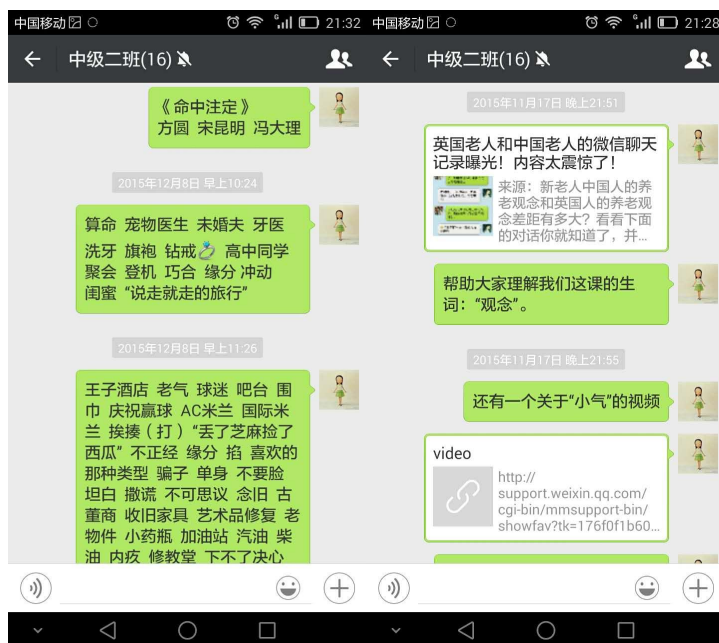 中国移动 21:32
中级二班(16)
《命中注定》
方圆 宋昆明 冯大理
2015年12月8日 早上10:24
算命 宠物医生 未婚夫 牙医
洗牙 旗袍 钻戒💍 高中同学
聚会 登机 巧合 缘分 冲动
闺蜜 “说走就走的旅行”
2015年12月8日 早上11:26
王子酒店 老气 球迷 吧台 围
巾 庆祝赢球 AC米兰 国际米
兰 挨揍（打）“丢了芝麻捡了
西瓜” 不正经 缘分 掐 喜欢的
那种类型 骗子 单身 不要脸
坦白 撒谎 不可思议 念旧 古
董商 收旧家具 艺术品修复 老
物件 小药瓶 加油站 汽油 柴
油 内疚 修教堂 下不了决心
中国移动 21:28
中级二班(16)
2015年11月17日 晚上21:51
英国老人和中国老人的微信聊天
记录曝光！内容太震惊了！
来源：新老人中国人的养
老观念和英国人的养老观
念差距有多大？看看下面
的对话你就知道了，并...
帮助大家理解我们这课的生
词：“观念”。
2015年11月17日 晚上21:55
还有一个关于“小气”的视频
video
http://
support.weixin.qq.com/
cgi-bin/mmsupport-bin/
showfav?tk=176f0f1b60...